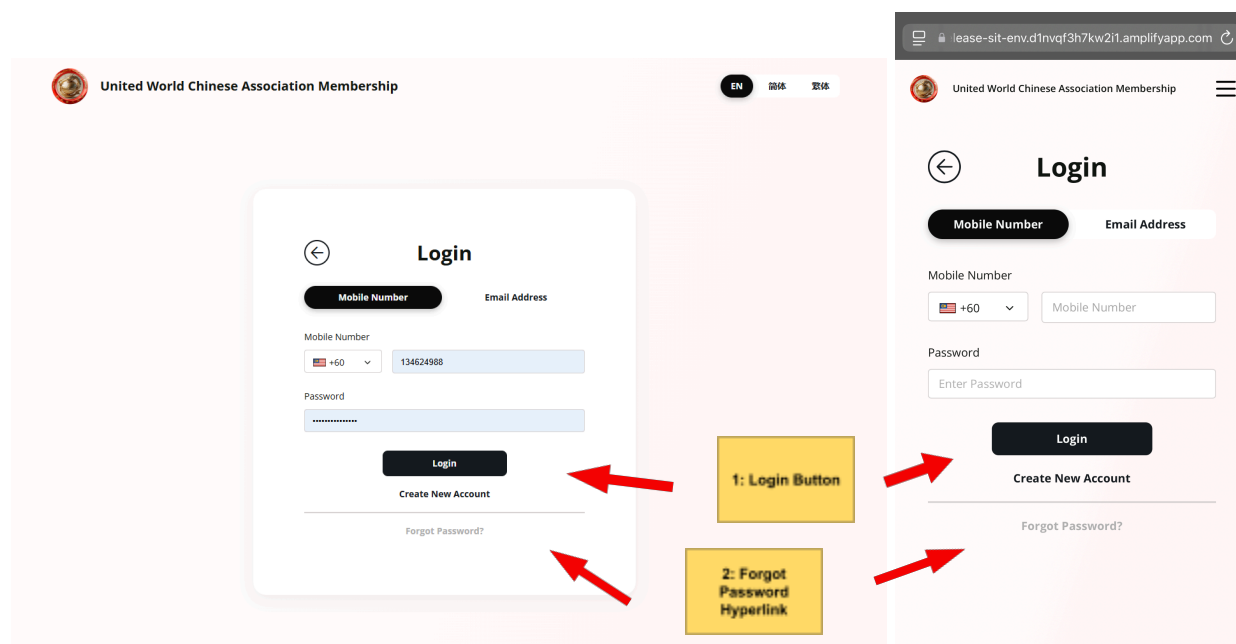 United World Chinese Association Membership
EN 简体 繁体
Login
Mobile Number Email Address
Mobile Number
+60 134624988
Password
Login
Create New Account
Forgot Password?
1: Login Button
2: Forgot
Password
Hyperlink
lease-sit-env.d1nvqf3h7kw2i1.amplifyapp.com
United World Chinese Association Membership
Login
Mobile Number Email Address
Mobile Number
+60 Mobile Number
Password
Enter Password
Login
Create New Account
Forgot Password?